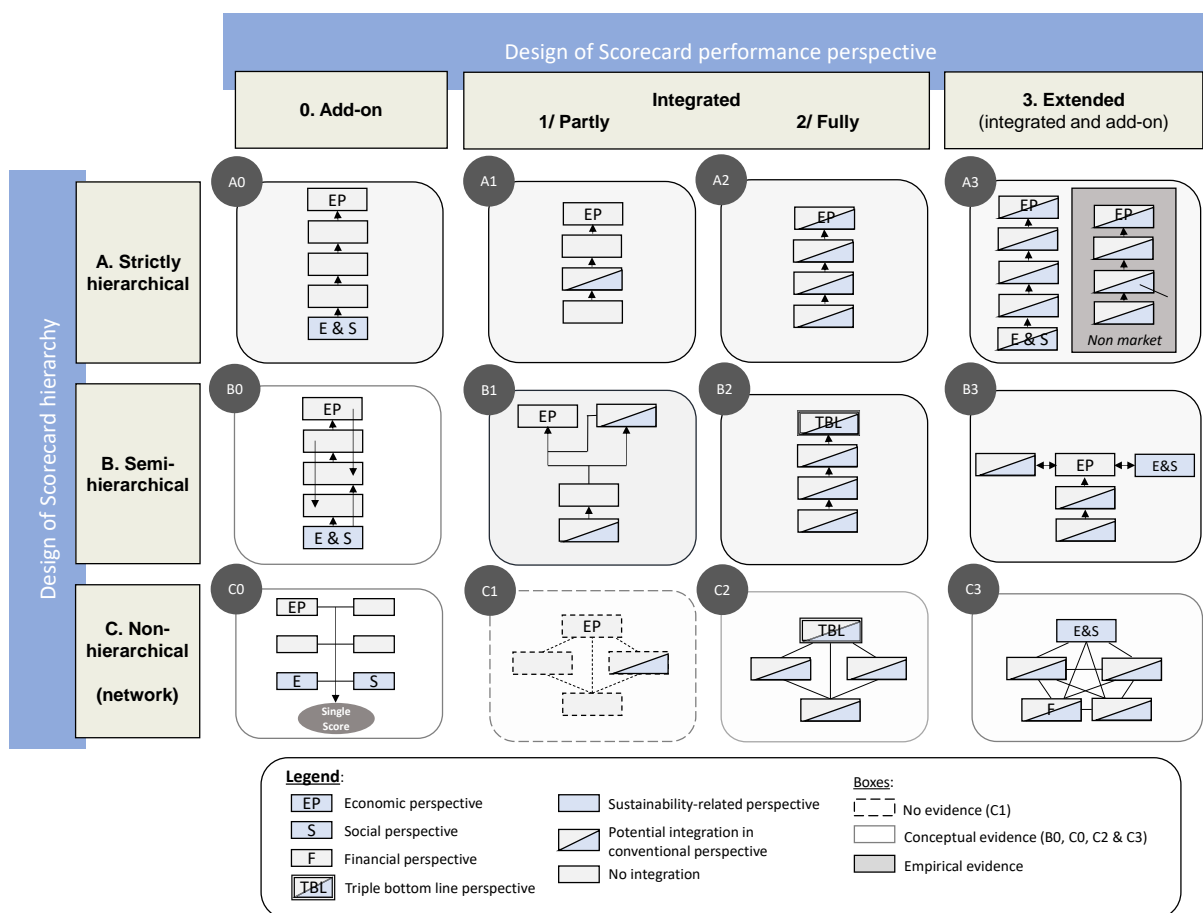 Design of Scorecard performance perspective
0. Add-on
Integrated
1/ Partly
2/ Fully
3. Extended
(integrated and add-on)
Design of Scorecard hierarchy
A. Strictly
hierarchical
A0
EP
E & S
A1
EP
A2
EP
A3
EP
E & S
EP
Non market
B. Semi-
hierarchical
B0
EP
E & S
B1
EP
B2
TBL
B3
EP
E&S
C. Non-
hierarchical
(network)
C0
EP
E
S
Single
Score
C1
EP
C2
TBL
C3
E&S
F
Legend:
EP
Economic perspective
S
Social perspective
F
Financial perspective
TBL
Triple bottom line perspective
Sustainability-related perspective
Potential integration in
conventional perspective
No integration
Boxes:
No evidence (C1)
Conceptual evidence (B0, C0, C2 & C3)
Empirical evidence